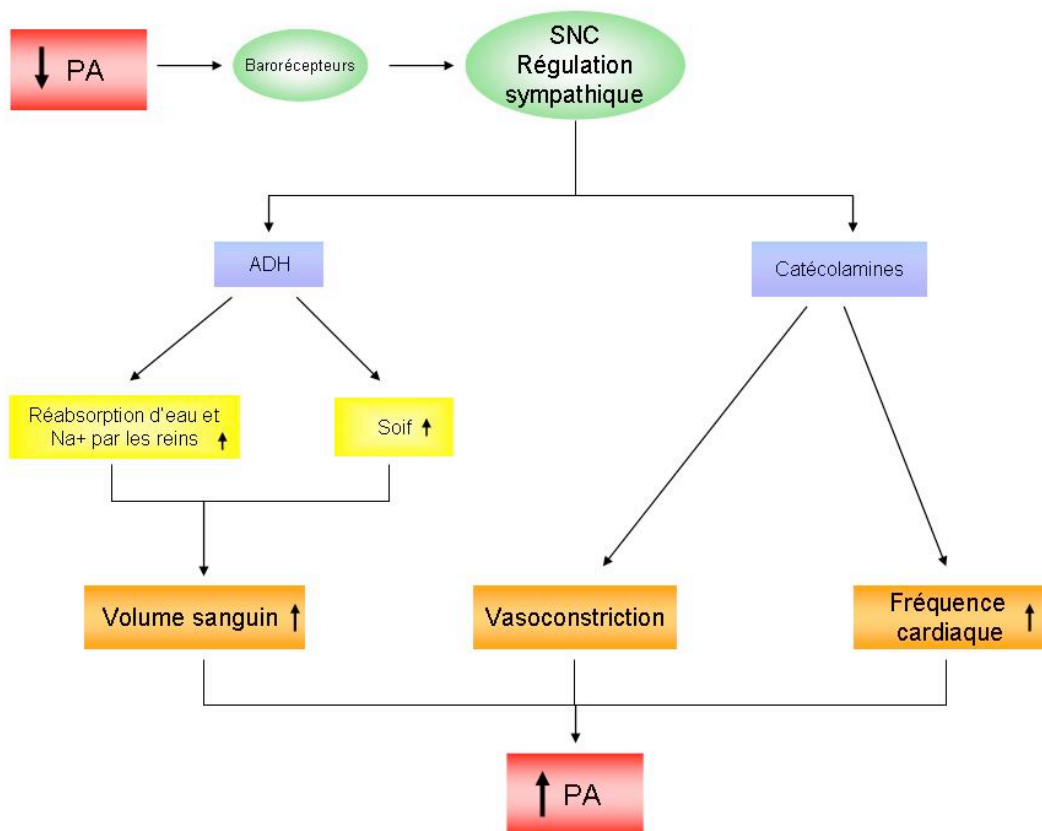 ↓ PA
Barorécepteurs
SNC
Régulation
sympathique
ADH
Catécolamines
Réabsorption d'eau et
Na+ par les reins ↑
Soif ↑
Volume sanguin ↑
Vasoconstriction
Fréquence
cardiaque ↑
↑ PA